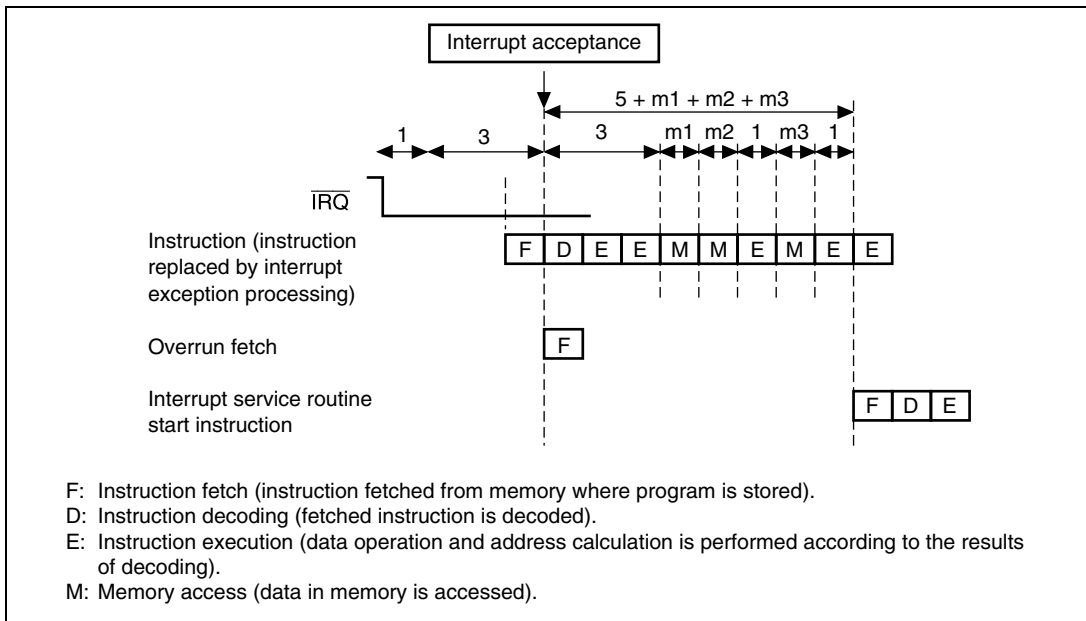 Interrupt acceptance
5 + m1 + m2 + m3
1 3 3 m1 m2 1 m3 1
IRQ
Instruction (instruction
replaced by interrupt
exception processing)
F D E E M M E M E E
Overrun fetch
F
Interrupt service routine
start instruction
F D E
F: Instruction fetch (instruction fetched from memory where program is stored).
D: Instruction decoding (fetched instruction is decoded).
E: Instruction execution (data operation and address calculation is performed according to the results
of decoding).
M: Memory access (data in memory is accessed).